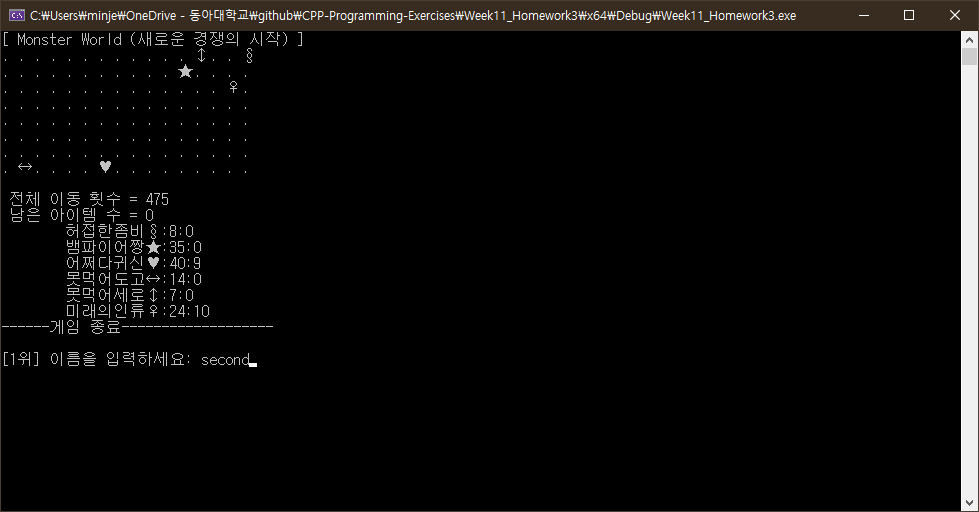 C:\Users\minje\OneDrive - 동아대학교\github\CPP-Programming-Exercises\Week11_Homework3\x64\Debug\Week11_Homework3.exe
[ Monster World (새로운 경쟁의 시작) ]
. . . . . . . . . . . . ↕. . §
. . . . . . . . . . . ★. . . .
. . . . . . . . . . . . . . ♀.
. . . . . . . . . . . . . . . .
. . . . . . . . . . . . . . . .
. . . . . . . . . . . . . . . .
. . . . . . . . . . . . . . . .
. ↔. . . . ♥. . . . . . . . .
전체 이동 횟수 = 475
남은 아이템 수 = 0
허접한좀비§:8:0
뱀파이어짱★:35:0
어쩌다귀신♥:40:9
못먹어도고↔:14:0
못먹어세로↕:7:0
미래의인류♀:24:10
------게임 종료-------------------
[1위] 이름을 입력하세요: second